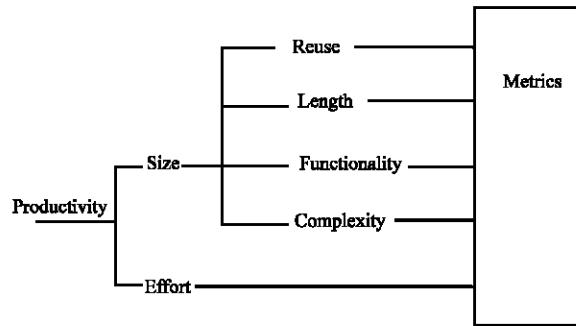 Reuse
Metrics
Length
Size
Functionality
Productivity
Complexity
Effort